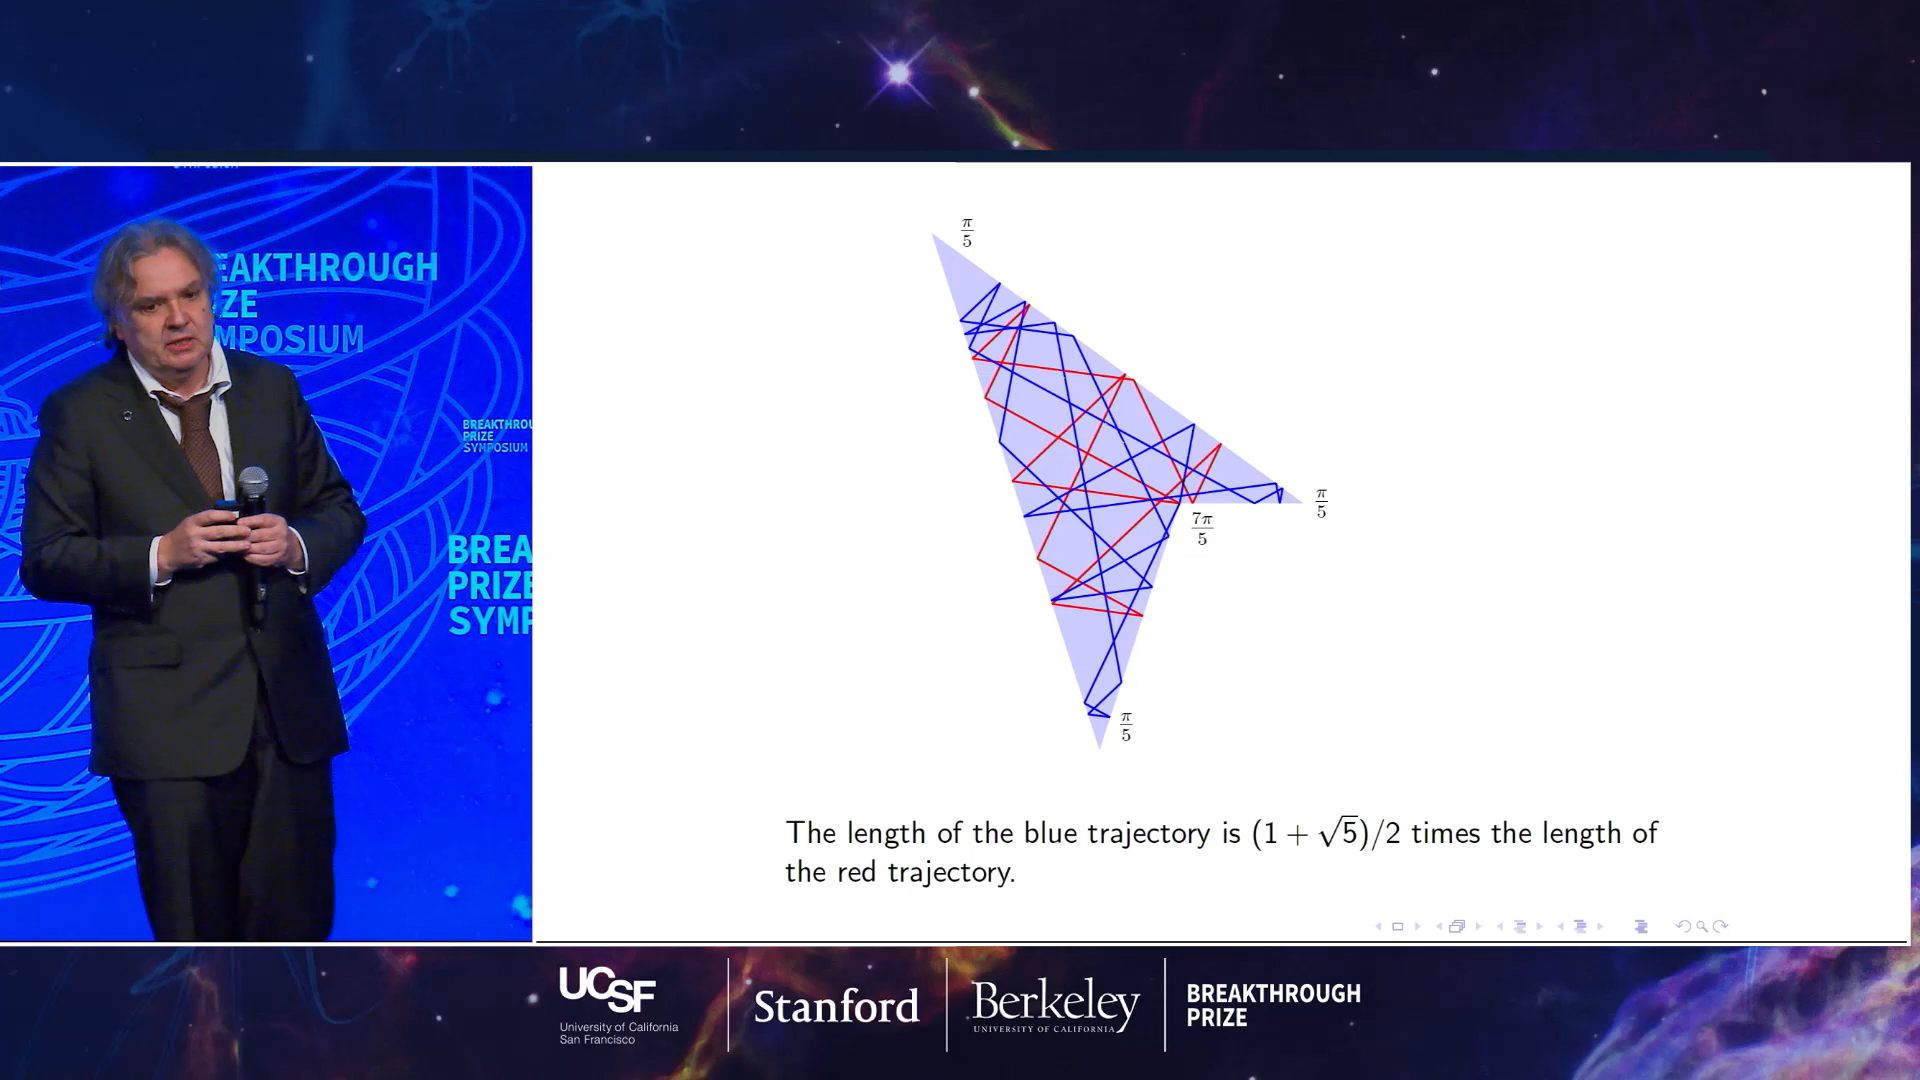 EAKTHROUGH
ZE
MPOSIUM
BREAKTHROU
PRIZE
SYMPOSIUM
BREA
PRIZE
SYMP
π/5
π/5
7π/5
π/5
The length of the blue trajectory is (1 + √5)/2 times the length of
the red trajectory.
UCSF
University of California
San Francisco
Stanford
Berkeley
UNIVERSITY OF CALIFORNIA
BREAKTHROUGH
PRIZE